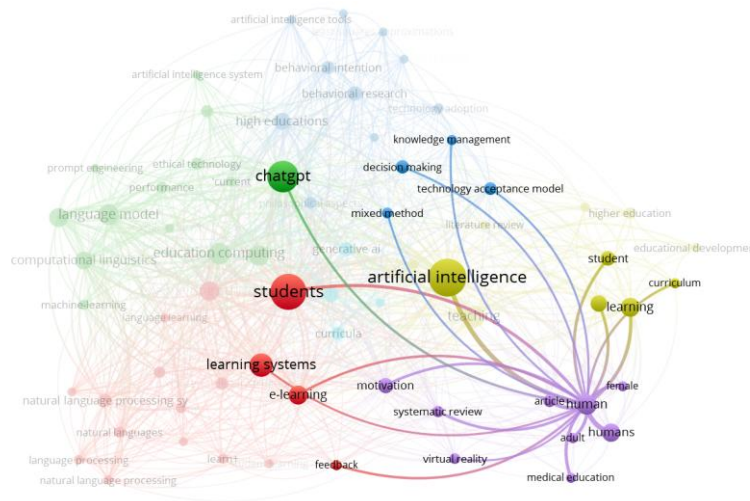 artificial intelligence tools
artificial intelligence system
behavioral intention
behavioral research
technology adoption
high educations
knowledge management
prompt engineering
ethical technology
decision making
chatgpt
performance
current
technology acceptance model
language model
mixed method
higher education
literature review
education computing
generative ai
student
educational developme
computational linguistics
artificial intelligence
students
curriculum
machine learning
learning
language learning
teaching
curricula
learning systems
motivation
female
e-learning
article
human
natural language processing sy
systematic review
natural languages
adult
humans
language processing
feedback
virtual reality
natural language processing
medical education